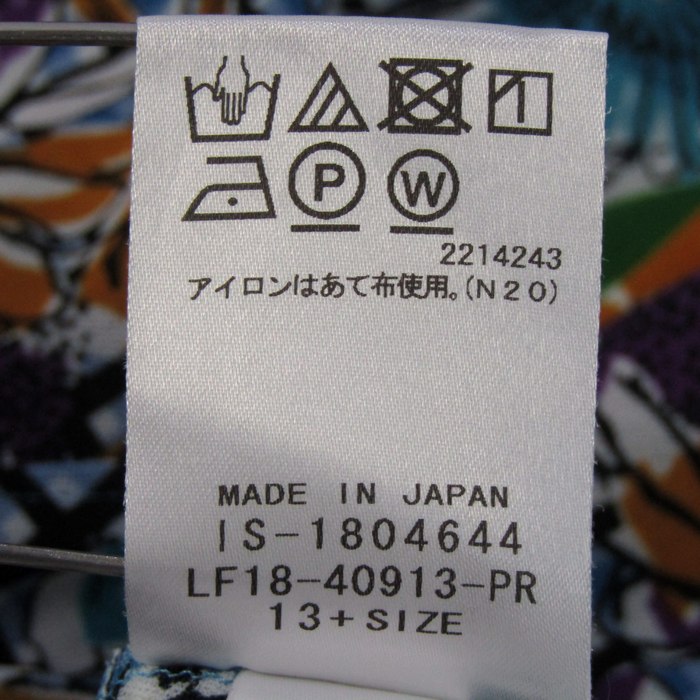 P W
2214243
アイロンはあて布使用。(N20)
MADE IN JAPAN
IS-1804644
LF18-40913-PR
13+SIZE